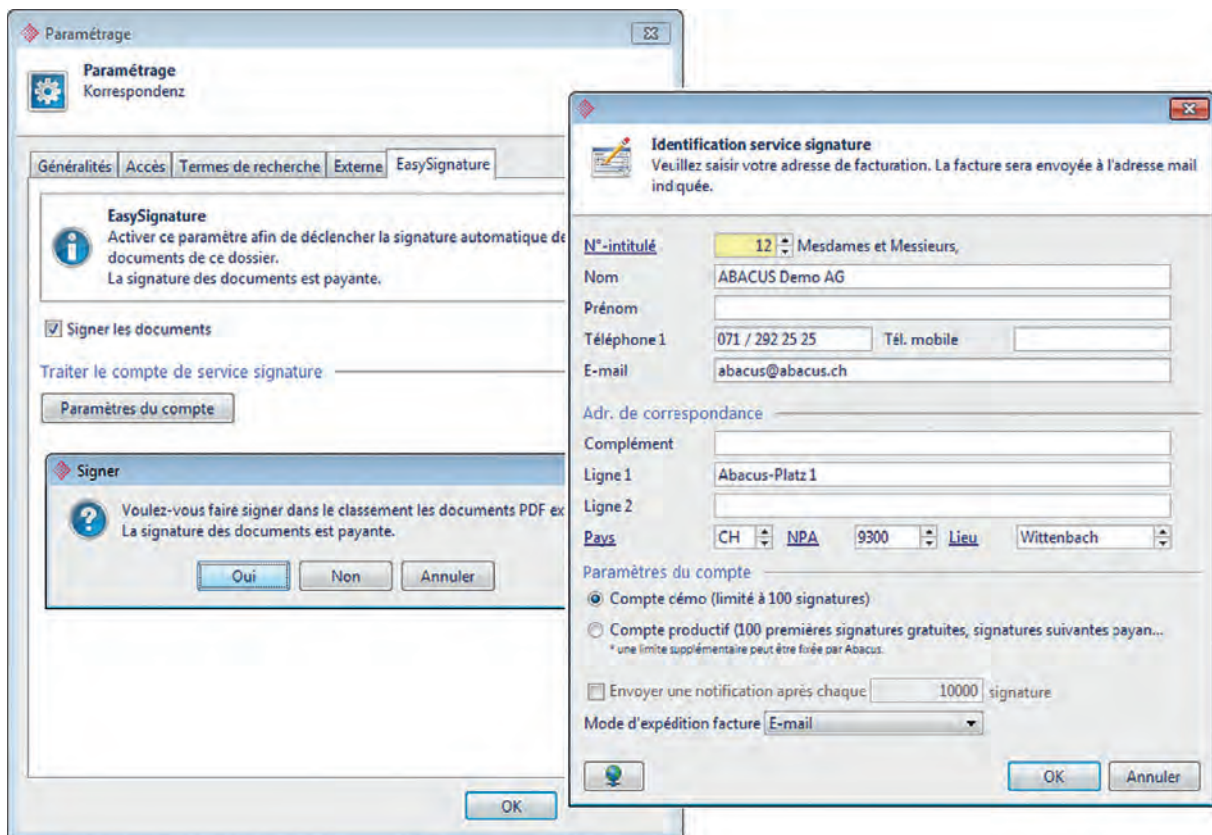 Paramétrage
Paramétrage
Korrespondenz
Généralités Accès Termes de recherche Externe EasySignature
EasySignature
Activer ce paramètre afin de déclencher la signature automatique de
documents de ce dossier.
La signature des documents est payante.
Signer les documents
Traiter le compte de service signature
Paramètres du compte
Signer
Voulez-vous faire signer dans le classement les documents PDF ex
La signature des documents est payante.
Oui Non Annuler
OK
Identification service signature
Veuillez saisir votre adresse de facturation. La facture sera envoyée à l'adresse mail
indiquée.
N°-intitulé 12 Mesdames et Messieurs,
Nom ABACUS Demo AG
Prénom
Téléphone 1 071 / 292 25 25 Tél. mobile
E-mail abacus@abacus.ch
Adr. de correspondance
Complément
Ligne 1 Abacus-Platz 1
Ligne 2
Pays CH NPA 9300 Lieu Wittenbach
Paramètres du compte
Compte cémo (limité à 100 signatures)
Compte productif (100 premières signatures gratuites, signatures suivantes payan...
* une limite supplémentaire peut être fixée par Abacus.
Envoyer une notification après chaque 10000 signature
Mode d'expédition facture E-mail
OK Annuler